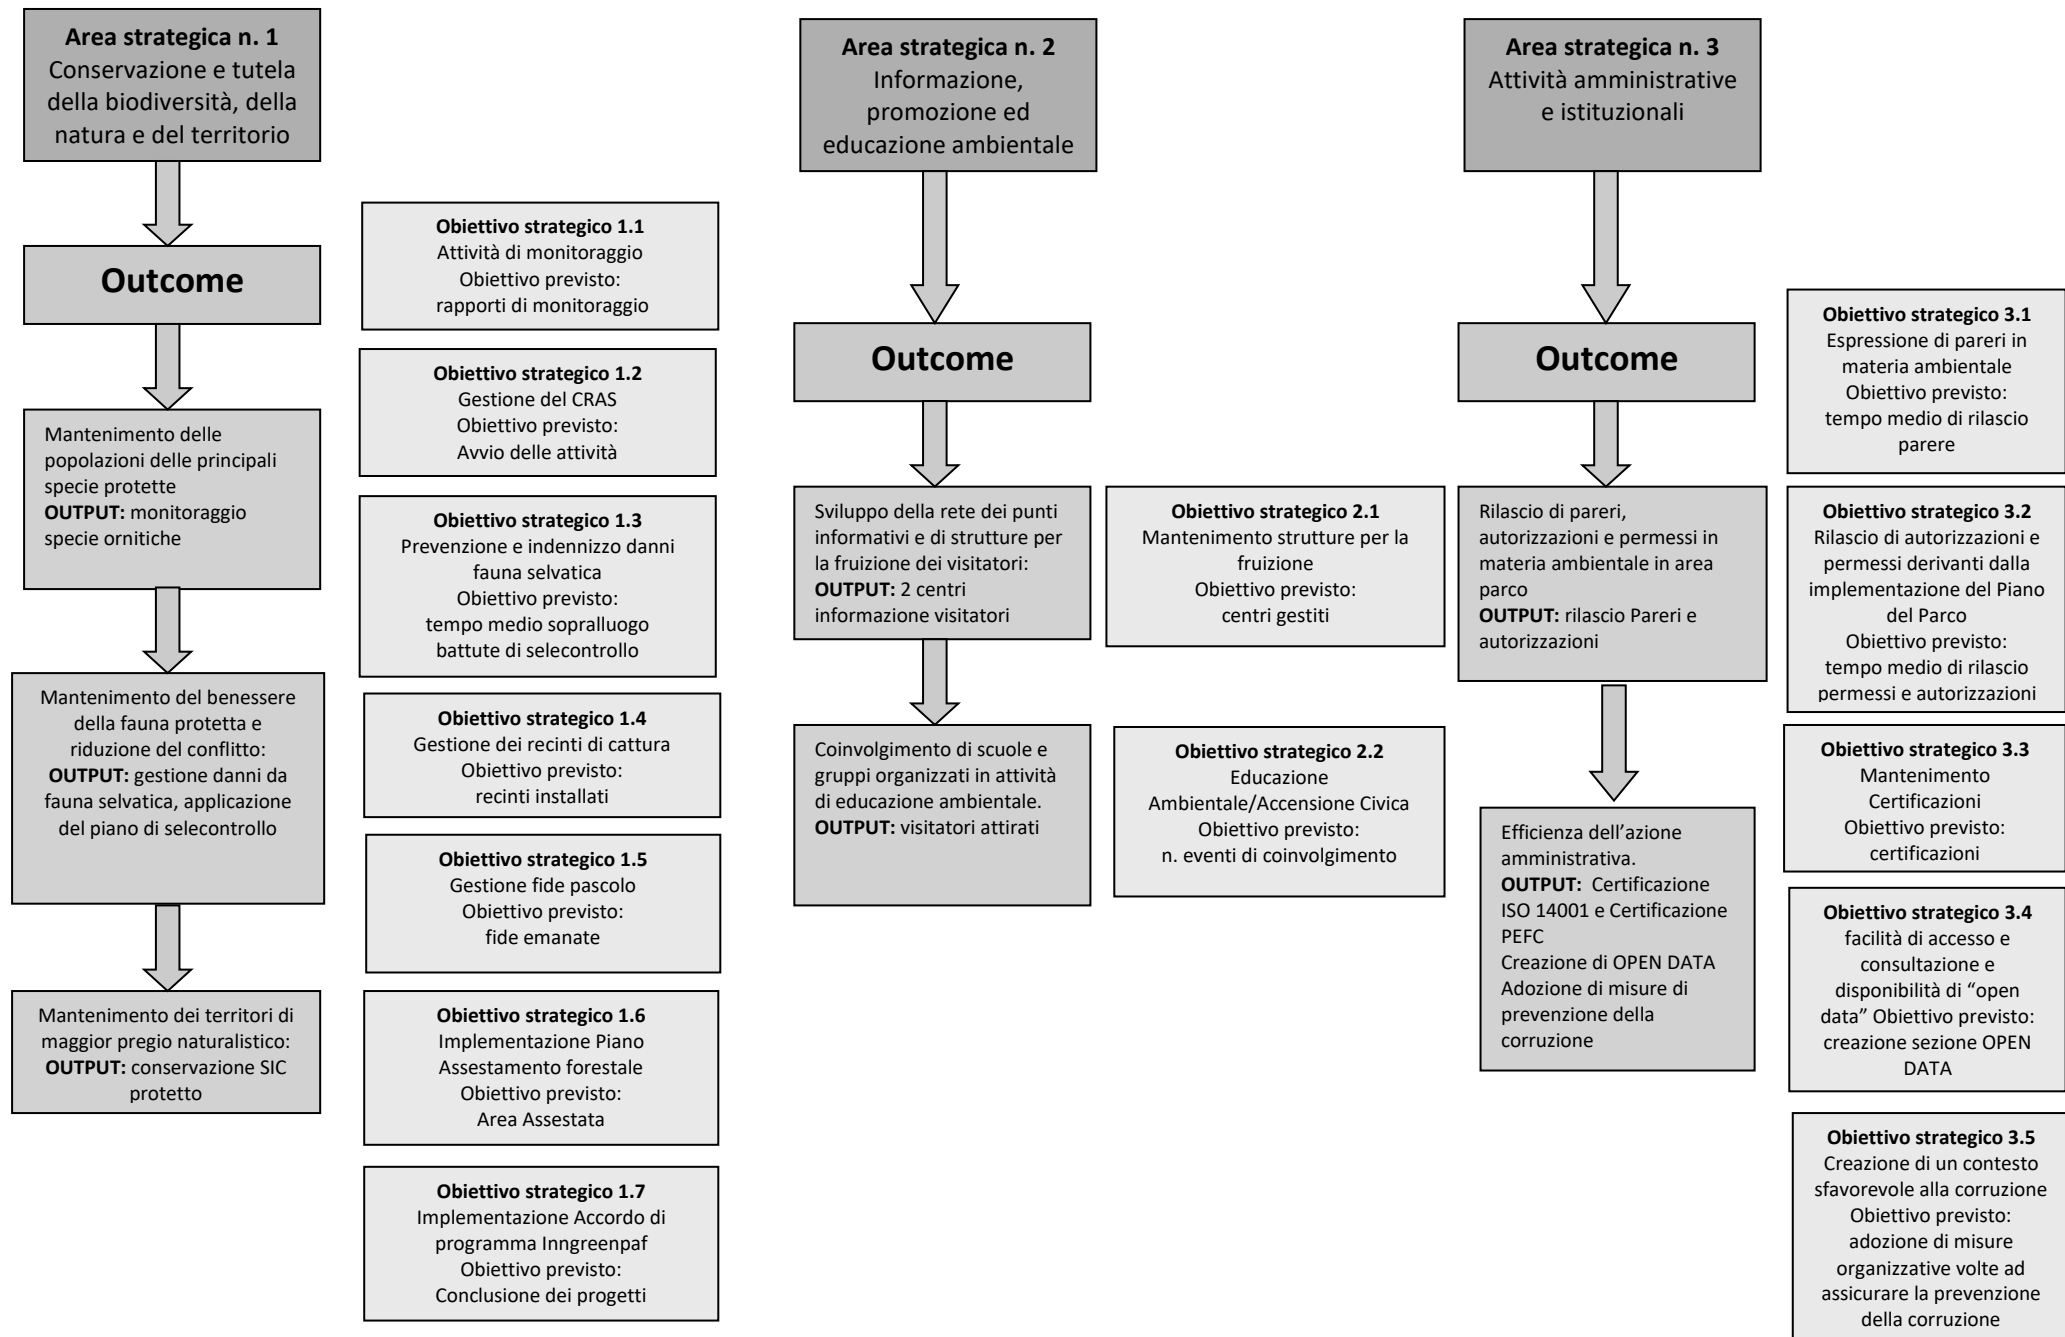 Area strategica n. 1
Conservazione e tutela
della biodiversità, della
natura e del territorio
Outcome
Mantenimento delle
popolazioni delle principali
specie protette
OUTPUT: monitoraggio
specie ornitiche
Mantenimento del benessere
della fauna protetta e
riduzione del conflitto:
OUTPUT: gestione danni da
fauna selvatica, applicazione
del piano di selecontrollo
Mantenimento dei territori di
maggior pregio naturalistico:
OUTPUT: conservazione SIC
protetto
Obiettivo strategico 1.1
Attività di monitoraggio
Obiettivo previsto:
rapporti di monitoraggio
Obiettivo strategico 1.2
Gestione del CRAS
Obiettivo previsto:
Avvio delle attività
Obiettivo strategico 1.3
Prevenzione e indennizzo danni
fauna selvatica
Obiettivo previsto:
tempo medio sopralluogo
battute di selecontrollo
Obiettivo strategico 1.4
Gestione dei recinti di cattura
Obiettivo previsto:
recinti installati
Obiettivo strategico 1.5
Gestione fide pascolo
Obiettivo previsto:
fide emanate
Obiettivo strategico 1.6
Implementazione Piano
Assestamento forestale
Obiettivo previsto:
Area Assestata
Obiettivo strategico 1.7
Implementazione Accordo di
programma Inngreenpaf
Obiettivo previsto:
Conclusione dei progetti
Area strategica n. 2
Informazione,
promozione ed
educazione ambientale
Outcome
Sviluppo della rete dei punti
informativi e di strutture per
la fruizione dei visitatori:
OUTPUT: 2 centri
informazione visitatori
Coinvolgimento di scuole e
gruppi organizzati in attività
di educazione ambientale.
OUTPUT: visitatori attirati
Obiettivo strategico 2.1
Mantenimento strutture per la
fruizione
Obiettivo previsto:
centri gestiti
Obiettivo strategico 2.2
Educazione
Ambientale/Accensione Civica
Obiettivo previsto:
n. eventi di coinvolgimento
Area strategica n. 3
Attività amministrative
e istituzionali
Outcome
Rilascio di pareri,
autorizzazioni e permessi in
materia ambientale in area
parco
OUTPUT: rilascio Pareri e
autorizzazioni
Efficienza dell’azione
amministrativa.
OUTPUT: Certificazione
ISO 14001 e Certificazione
PEFC
Creazione di OPEN DATA
Adozione di misure di
prevenzione della
corruzione
Obiettivo strategico 3.1
Espressione di pareri in
materia ambientale
Obiettivo previsto:
tempo medio di rilascio
parere
Obiettivo strategico 3.2
Rilascio di autorizzazioni e
permessi derivanti dalla
implementazione del Piano
del Parco
Obiettivo previsto:
tempo medio di rilascio
permessi e autorizzazioni
Obiettivo strategico 3.3
Mantenimento
Certificazioni
Obiettivo previsto:
certificazioni
Obiettivo strategico 3.4
facilità di accesso e
consultazione e
disponibilità di “open
data” Obiettivo previsto:
creazione sezione OPEN
DATA
Obiettivo strategico 3.5
Creazione di un contesto
sfavorevole alla corruzione
Obiettivo previsto:
adozione di misure
organizzative volte ad
assicurare la prevenzione
della corruzione